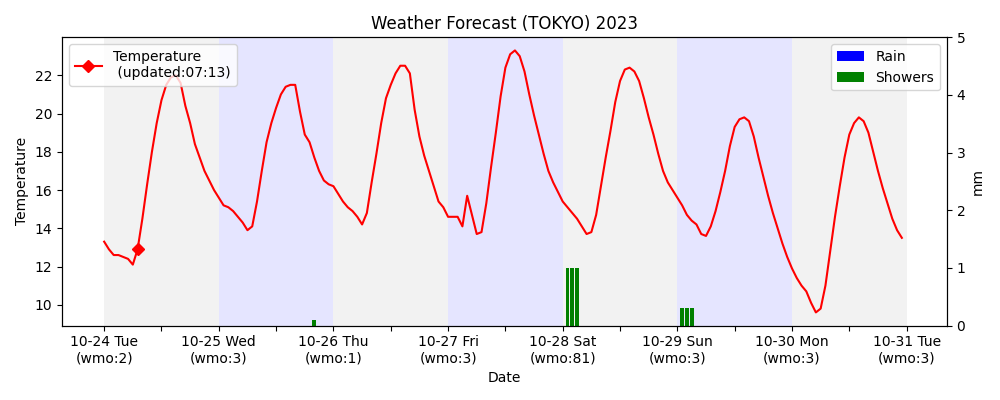 Weather Forecast (TOKYO) 2023
Temperature
(updated:07:13)
Rain
Showers
Temperature
22
20
18
16
14
12
10
5
4
3
2
1
0
mm
10-24 Tue
(wmo:2)
10-25 Wed
(wmo:3)
10-26 Thu
(wmo:1)
10-27 Fri
(wmo:3)
10-28 Sat
(wmo:81)
10-29 Sun
(wmo:3)
10-30 Mon
(wmo:3)
10-31 Tue
(wmo:3)
Date